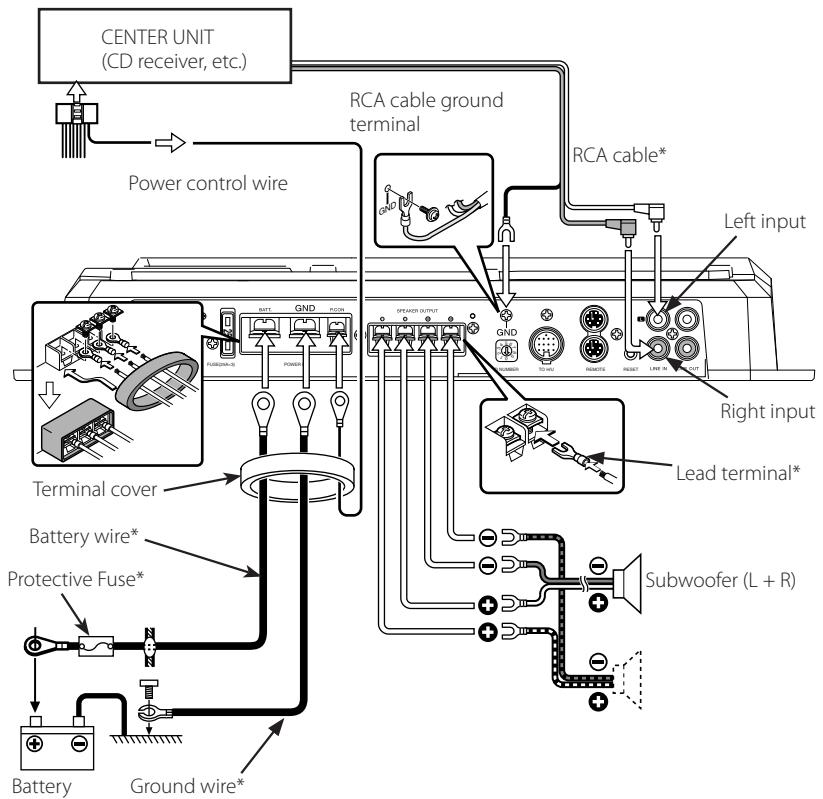 CENTER UNIT
(CD receiver, etc.)
RCA cable ground
terminal
RCA cable*
Power control wire
GND
Left input
BATT.
GND
P.CON
SPEAKER OUTPUT
GND
TO H/U
REMOTE
RESET
LINE IN
Right input
Terminal cover
Lead terminal*
Battery wire*
Protective Fuse*
Subwoofer (L + R)
Battery
Ground wire*